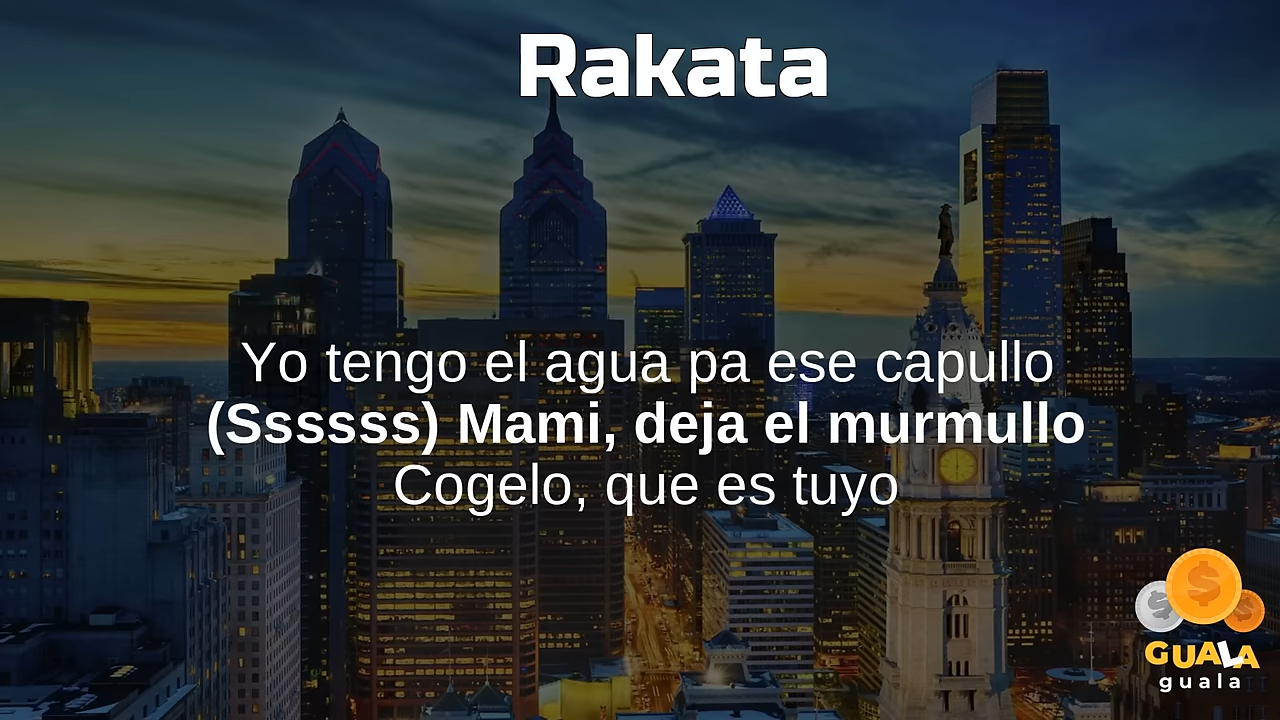 Rakata
Yo tengo el agua pa ese capullo
(Ssssss) Mami, deja el murmullo
Cogelo, que es tuyo
GUALA
guala